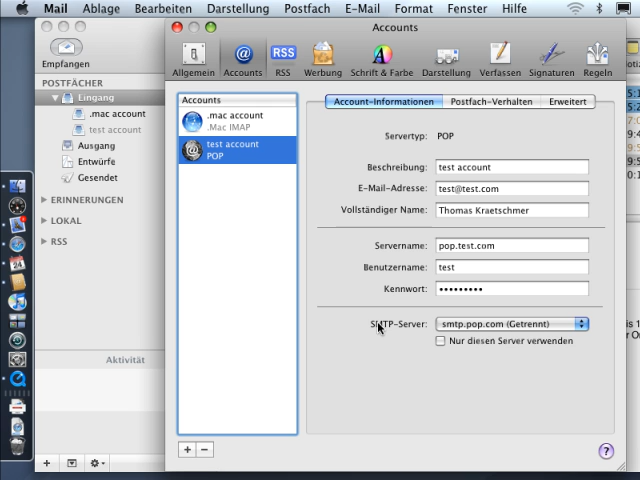 Mail Ablage Bearbeiten Darstellung Postfach E-Mail Format Fenster Hilfe
Accounts
Empfangen
Allgemein Accounts RSS Werbung Schrift & Farbe Darstellung Verfassen Signaturen Regeln
RSS
POSTFÄCHER
Eingang
.mac account
test account
Ausgang
Entwürfe
Gesendet
ERINNERUNGEN
LOKAL
RSS
Aktivität
Accounts
.mac account
.Mac IMAP
test account
POP
Account-Informationen Postfach-Verhalten Erweitert
Servertyp: POP
Beschreibung: test account
E-Mail-Adresse: test@test.com
Vollständiger Name: Thomas Kraetschmer
Servername: pop.test.com
Benutzername: test
Kennwort: •••••••••
SMTP-Server: smtp.pop.com (Getrennt)
Nur diesen Server verwenden